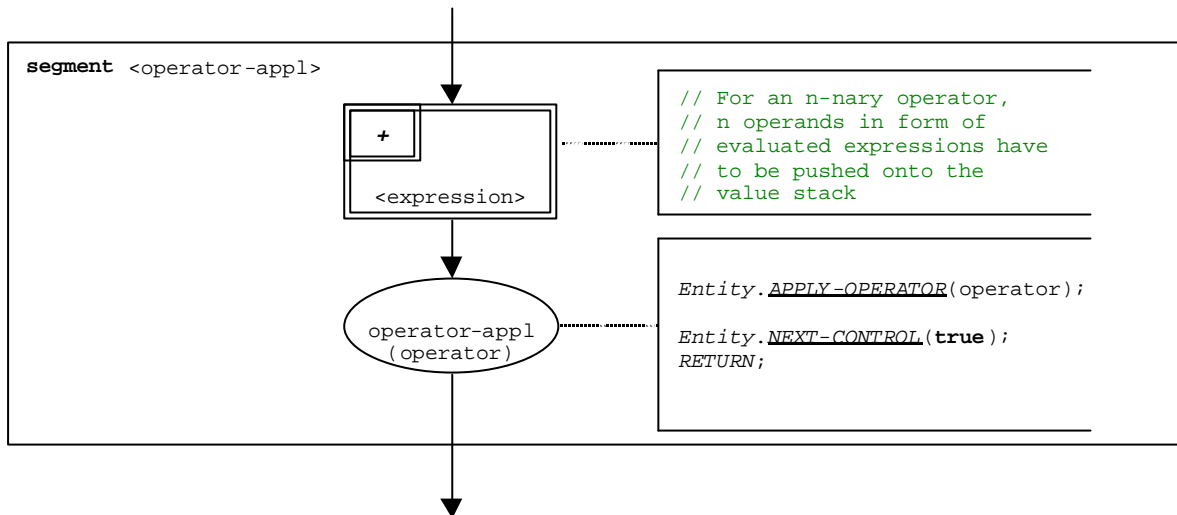 segment <operator-appl>
+
<expression>
// For an n-nary operator,
// n operands in form of
// evaluated expressions have
// to be pushed onto the
// value stack
operator-appl
(operator)
Entity.APPLY-OPERATOR(operator);
Entity.NEXT-CONTROL(true);
RETURN;